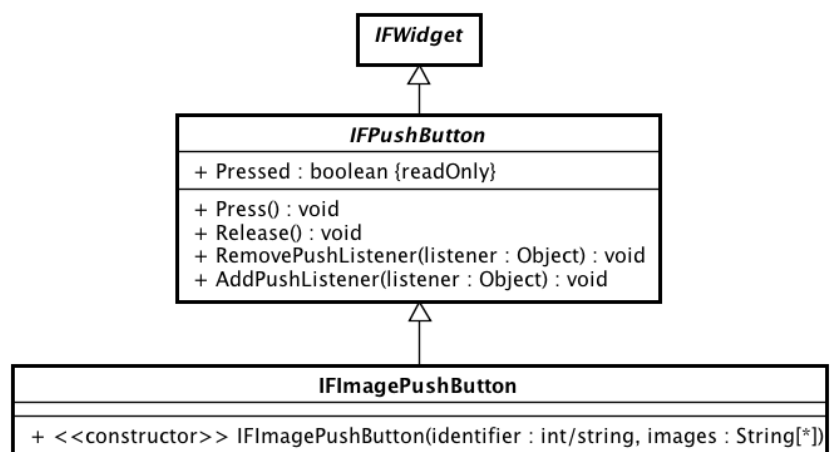 IFWidget
IFPushButton
+ Pressed : boolean {readOnly}
+ Press() : void
+ Release() : void
+ RemovePushListener(listener : Object) : void
+ AddPushListener(listener : Object) : void
IFImagePushButton
+ <<constructor>> IFImagePushButton(identifier : int/string, images : String[*])